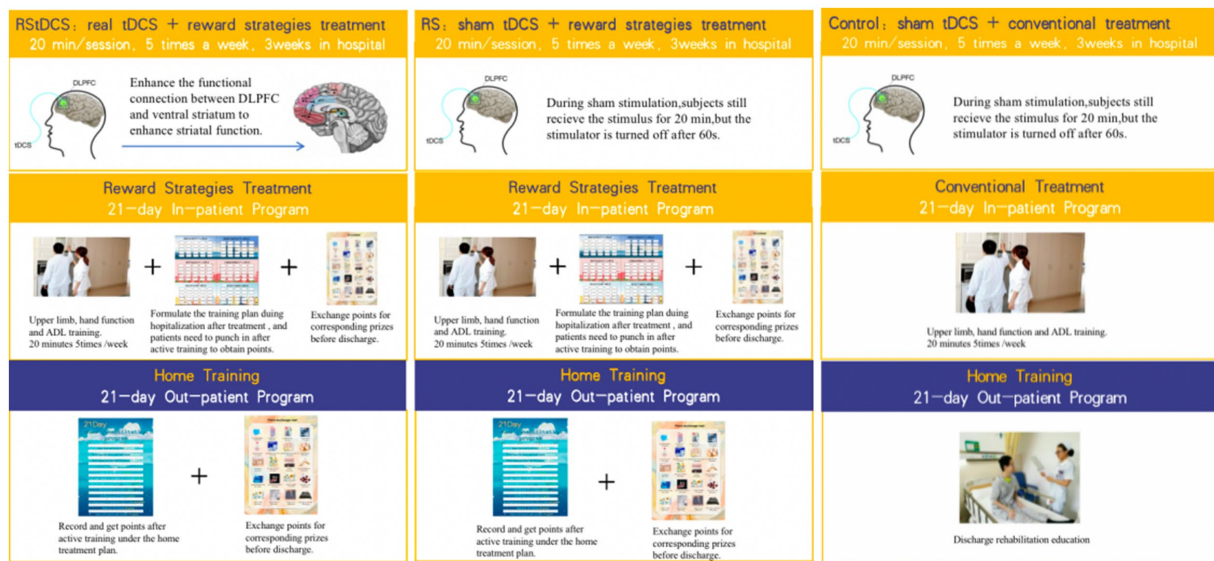 RStDCS: real tDCS + reward strategies treatment
20 min/session, 5 times a week, 3weeks in hospital
DLPFC
tDCS
Enhance the functional
connection between DLPFC
and ventral striatum to
enhance striatal function.
Reward Strategies Treatment
21-day In-patient Program
+
+
Upper limb, hand function
and ADL training.
20 minutes 5times /week
Formulate the training plan duing
hopitalization after treatment , and
patients need to punch in after
active training to obtain points.
Exchange points for
corresponding prizes
before discharge.
Home Training
21-day Out-patient Program
21Day
+
Record and get points after
active training under the home
treatment plan.
Exchange points for
corresponding prizes
before discharge.
RS: sham tDCS + reward strategies treatment
20 min/session, 5 times a week, 3weeks in hospital
DLPFC
tDCS
During sham stimulation,subjects still
recieve the stimulus for 20 min,but the
stimulator is turned off after 60s.
Reward Strategies Treatment
21-day In-patient Program
+
+
Upper limb, hand function
and ADL training.
20 minutes 5times /week
Formulate the training plan duing
hopitalization after treatment , and
patients need to punch in after
active training to obtain points.
Exchange points for
corresponding prizes
before discharge.
Home Training
21-day Out-patient Program
21Day
+
Record and get points after
active training under the home
treatment plan.
Exchange points for
corresponding prizes
before discharge.
Control: sham tDCS + conventional treatment
20 min/session, 5 times a week, 3weeks in hospital
DLPFC
tDCS
During sham stimulation,subjects still
recieve the stimulus for 20 min,but the
stimulator is turned off after 60s.
Conventional Treatment
21-day In-patient Program
Upper limb, hand function and ADL training.
20 minutes 5times /week
Home Training
21-day Out-patient Program
Discharge rehabilitation education